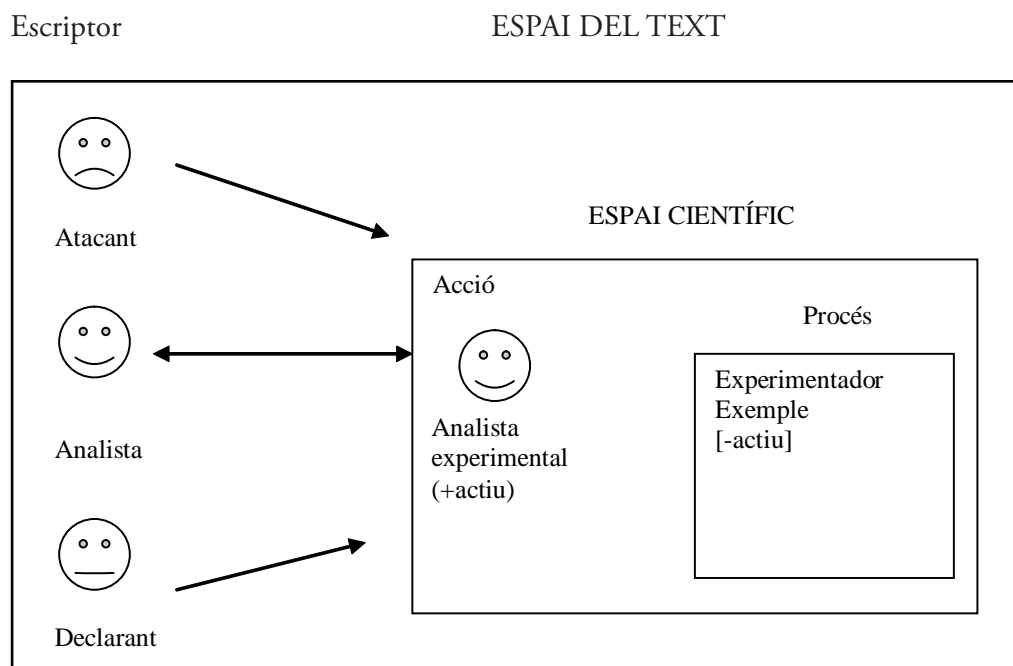 Escriptor
ESPAI DEL TEXT
Atacant
ESPAI CIENTÍFIC
Acció
Procés
Analista
Analista
experimental
(+actiu)
Experimentador
Exemple
[-actiu]
Declarant